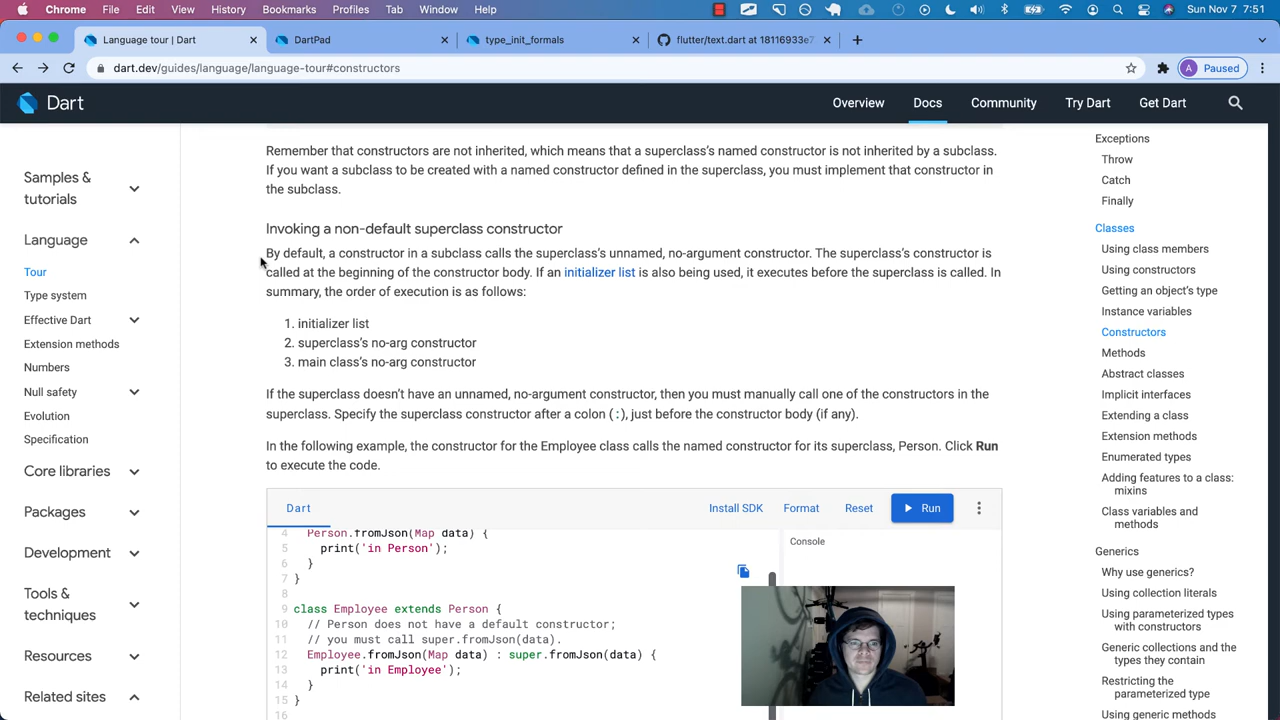 Chrome File Edit View History Bookmarks Profiles Tab Window Help Sun Nov 7 7:51
Language tour | Dart
DartPad
type_init_formals
flutter/text.dart at 18116933e7
dart.dev/guides/language/language-tour#constructors
A Paused
Dart
Overview Docs Community Try Dart Get Dart
Samples &
tutorials
Language
Tour
Type system
Effective Dart
Extension methods
Numbers
Null safety
Evolution
Specification
Core libraries
Packages
Development
Tools &
techniques
Resources
Related sites
Remember that constructors are not inherited, which means that a superclass's named constructor is not inherited by a subclass.
If you want a subclass to be created with a named constructor defined in the superclass, you must implement that constructor in
the subclass.
Invoking a non-default superclass constructor
By default, a constructor in a subclass calls the superclass's unnamed, no-argument constructor. The superclass's constructor is
called at the beginning of the constructor body. If an initializer list is also being used, it executes before the superclass is called. In
summary, the order of execution is as follows:
1. initializer list
2. superclass's no-arg constructor
3. main class's no-arg constructor
If the superclass doesn't have an unnamed, no-argument constructor, then you must manually call one of the constructors in the
superclass. Specify the superclass constructor after a colon (:), just before the constructor body (if any).
In the following example, the constructor for the Employee class calls the named constructor for its superclass, Person. Click Run
to execute the code.
Dart Install SDK Format Reset Run
Console
4 Person.fromJson(Map data) {
5 print('in Person');
6 }
7 }
8
9 class Employee extends Person {
10 // Person does not have a default constructor;
11 // you must call super.fromJson(data).
12 Employee.fromJson(Map data) : super.fromJson(data) {
13 print('in Employee');
14 }
15 }
16
Exceptions
Throw
Catch
Finally
Classes
Using class members
Using constructors
Getting an object's type
Instance variables
Constructors
Methods
Abstract classes
Implicit interfaces
Extending a class
Extension methods
Enumerated types
Adding features to a class:
mixins
Class variables and
methods
Generics
Why use generics?
Using collection literals
Using parameterized types
with constructors
Generic collections and the
types they contain
Restricting the
parameterized type
Using generic methods